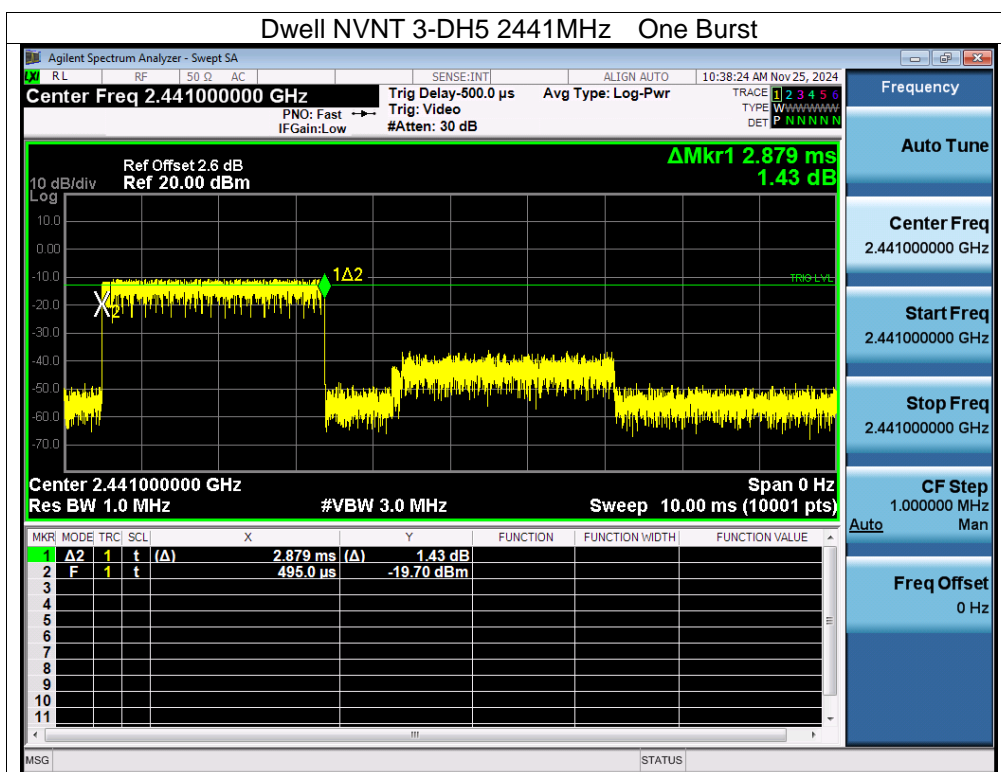 Dwell NVNT 3-DH5 2441MHz One Burst
Agilent Spectrum Analyzer - Swept SA
LXI RL RF 50 Ω AC SENSE:INT ALIGN AUTO 10:38:24 AM Nov 25, 2024
Center Freq 2.441000000 GHz
PNO: Fast
IFGain:Low
Trig Delay-500.0 µs
Trig: Video
#Atten: 30 dB
Avg Type: Log-Pwr
TRACE 1 2 3 4 5 6
TYPE WWWWWWW
DET P N N N N N
Ref Offset 2.6 dB
Ref 20.00 dBm
10 dB/div
Log
ΔMkr1 2.879 ms
1.43 dB
10.0
0.00
-10.0
-20.0
-30.0
-40.0
-50.0
-60.0
-70.0
1Δ2
2
TRIG LVL
Center 2.441000000 GHz Span 0 Hz
Res BW 1.0 MHz #VBW 3.0 MHz Sweep 10.00 ms (10001 pts)
MKR MODE TRC SCL X Y FUNCTION FUNCTION WIDTH FUNCTION VALUE
1 Δ2 1 t (Δ) 2.879 ms (Δ) 1.43 dB
2 F 1 t 495.0 µs -19.70 dBm
3
4
5
6
7
8
9
10
11
MSG STATUS
Frequency
Auto Tune
Center Freq
2.441000000 GHz
Start Freq
2.441000000 GHz
Stop Freq
2.441000000 GHz
CF Step
1.000000 MHz
Auto Man
Freq Offset
0 Hz